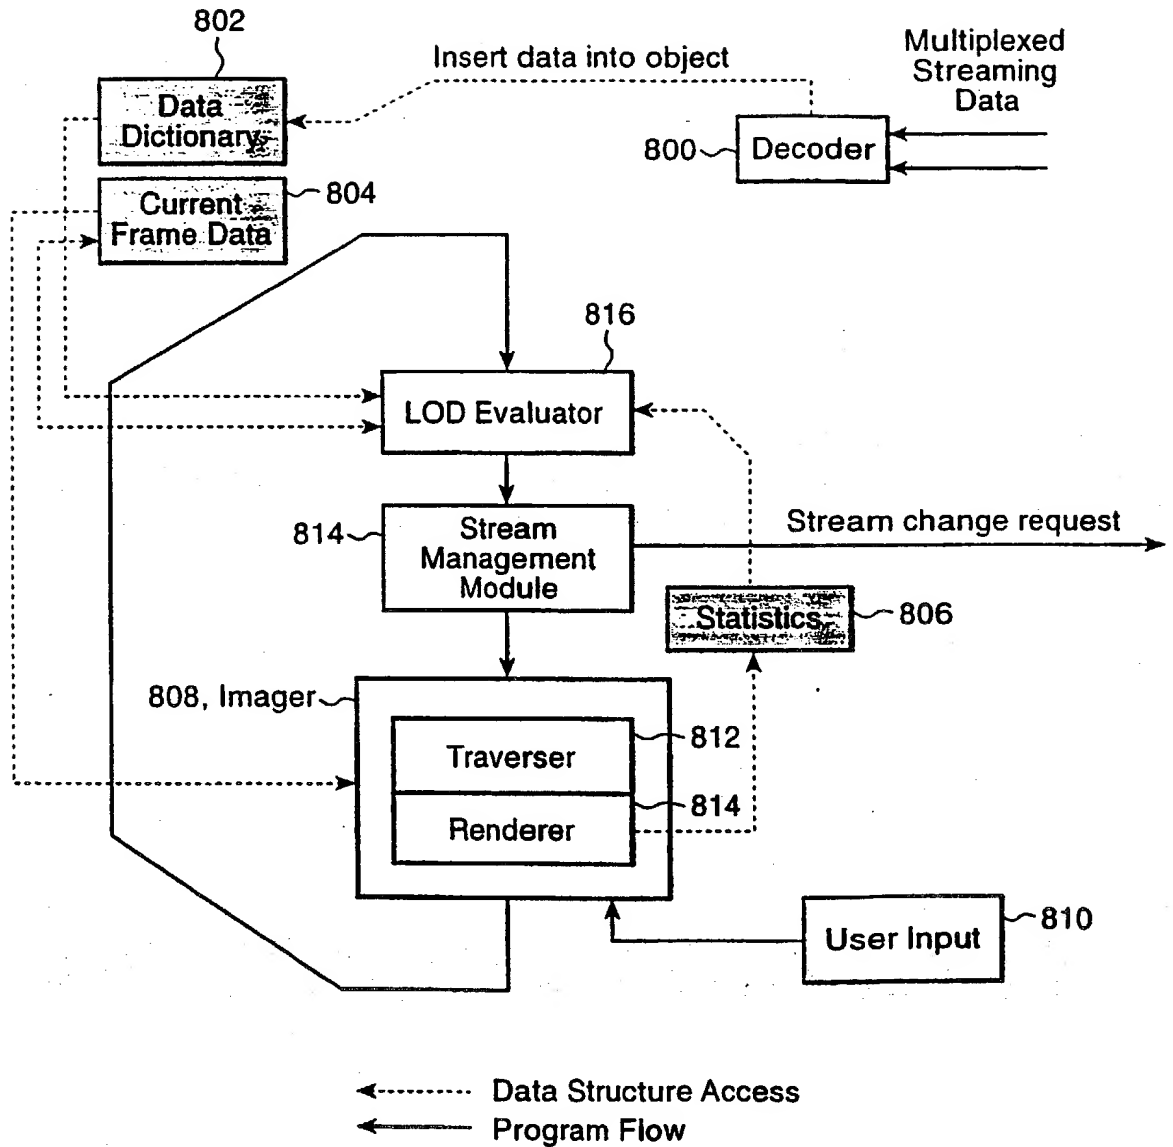 802
Insert data into object
Multiplexed
Streaming
Data
Data
Dictionary
800
Decoder
Current
Frame Data
804
816
LOD Evaluator
814
Stream
Management
Module
Stream change request
Statistics
806
808, Imager
Traverser
812
Renderer
814
User Input
810
Data Structure Access
Program Flow